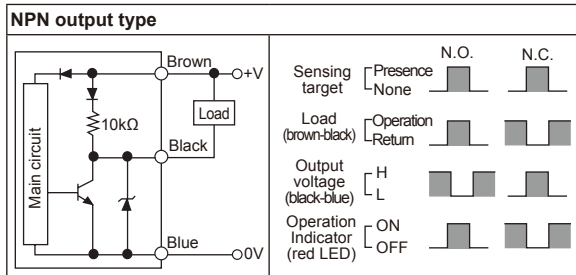 NPN output type
Brown
+V
Load
10kΩ
Black
Main circuit
Blue
0V
N.O. N.C.
Sensing target
Presence
None
Load (brown-black)
Operation
Return
Output voltage (black-blue)
H
L
Operation Indicator (red LED)
ON
OFF